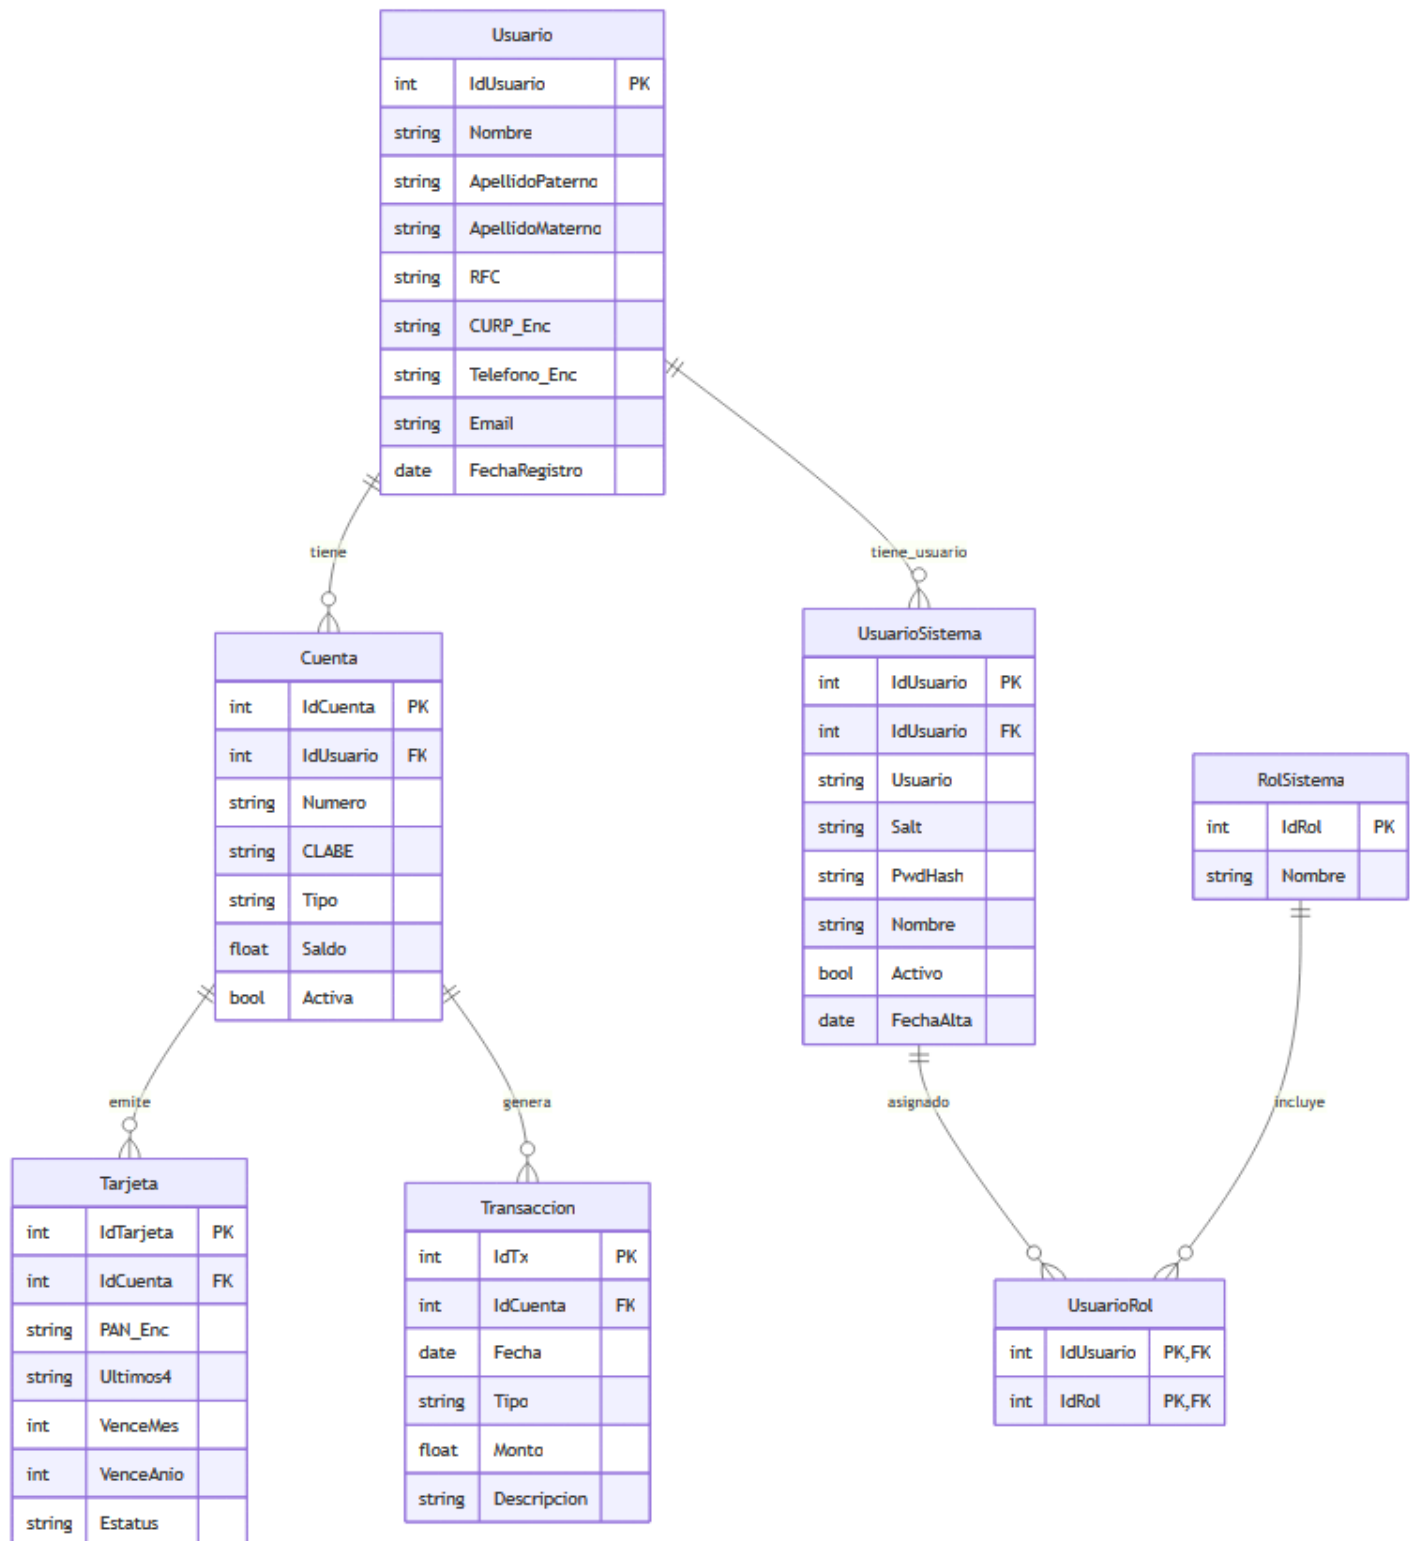 Usuario
int IdUsuario PK
string Nombre
string ApellidoPaterno
string ApellidoMaterno
string RFC
string CURP_Enc
string Telefono_Enc
string Email
date FechaRegistro
tiene
tiene_usuario
Cuenta
int IdCuenta PK
int IdUsuario FK
string Numero
string CLABE
string Tipo
float Saldo
bool Activa
UsuarioSistema
int IdUsuario PK
int IdUsuario FK
string Usuario
string Salt
string PwdHash
string Nombre
bool Activo
date FechaAlta
RolSistema
int IdRol PK
string Nombre
emite
genera
asignado
incluye
Tarjeta
int IdTarjeta PK
int IdCuenta FK
string PAN_Enc
string Ultimos4
int VenceMes
int VenceAnio
string Estatus
Transaccion
int IdTx PK
int IdCuenta FK
date Fecha
string Tipo
float Monto
string Descripcion
UsuarioRol
int IdUsuario PK,FK
int IdRol PK,FK